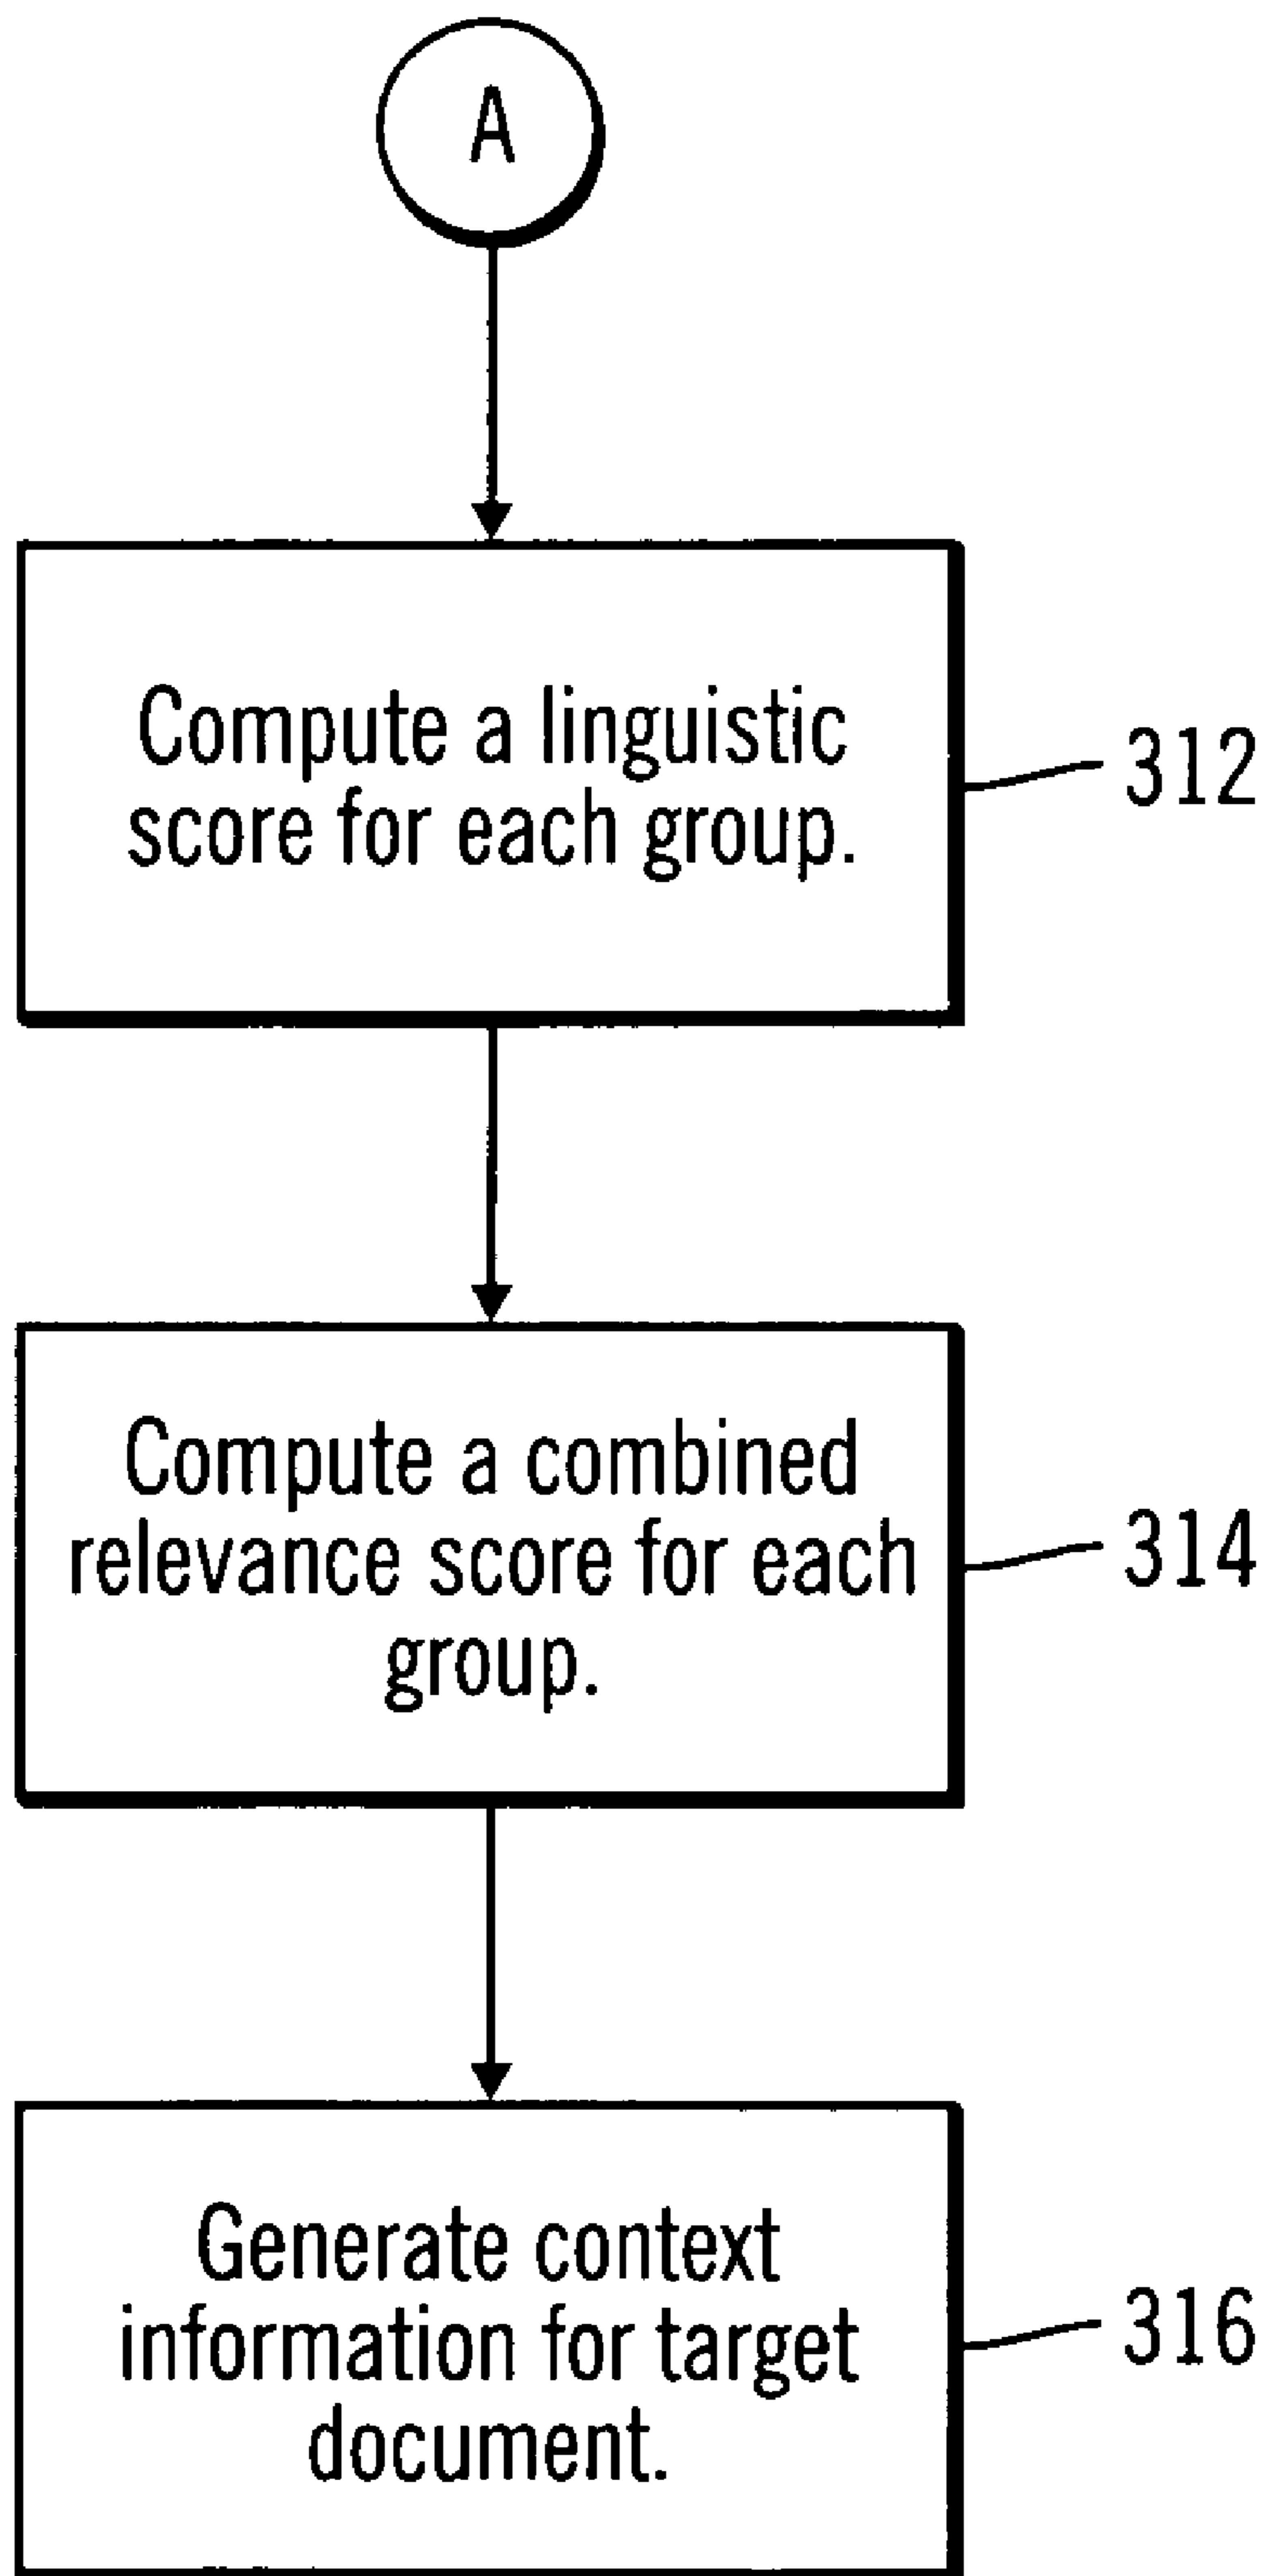 A
Compute a linguistic
score for each group.
312
Compute a combined
relevance score for each
group.
314
Generate context
information for target
document.
316